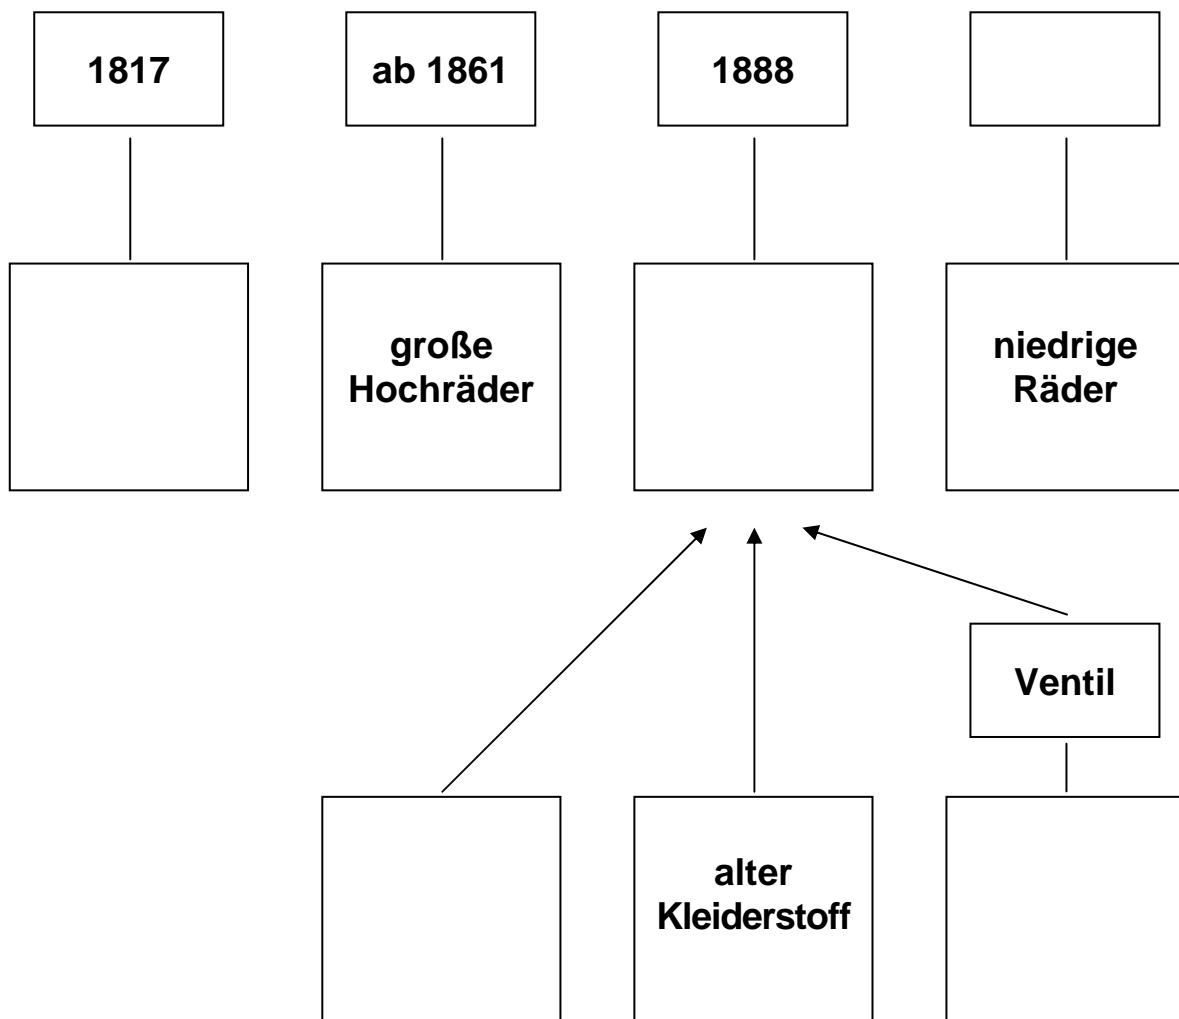 1817
ab 1861
1888
große
Hochräder
niedrige
Räder
Ventil
alter
Kleiderstoff